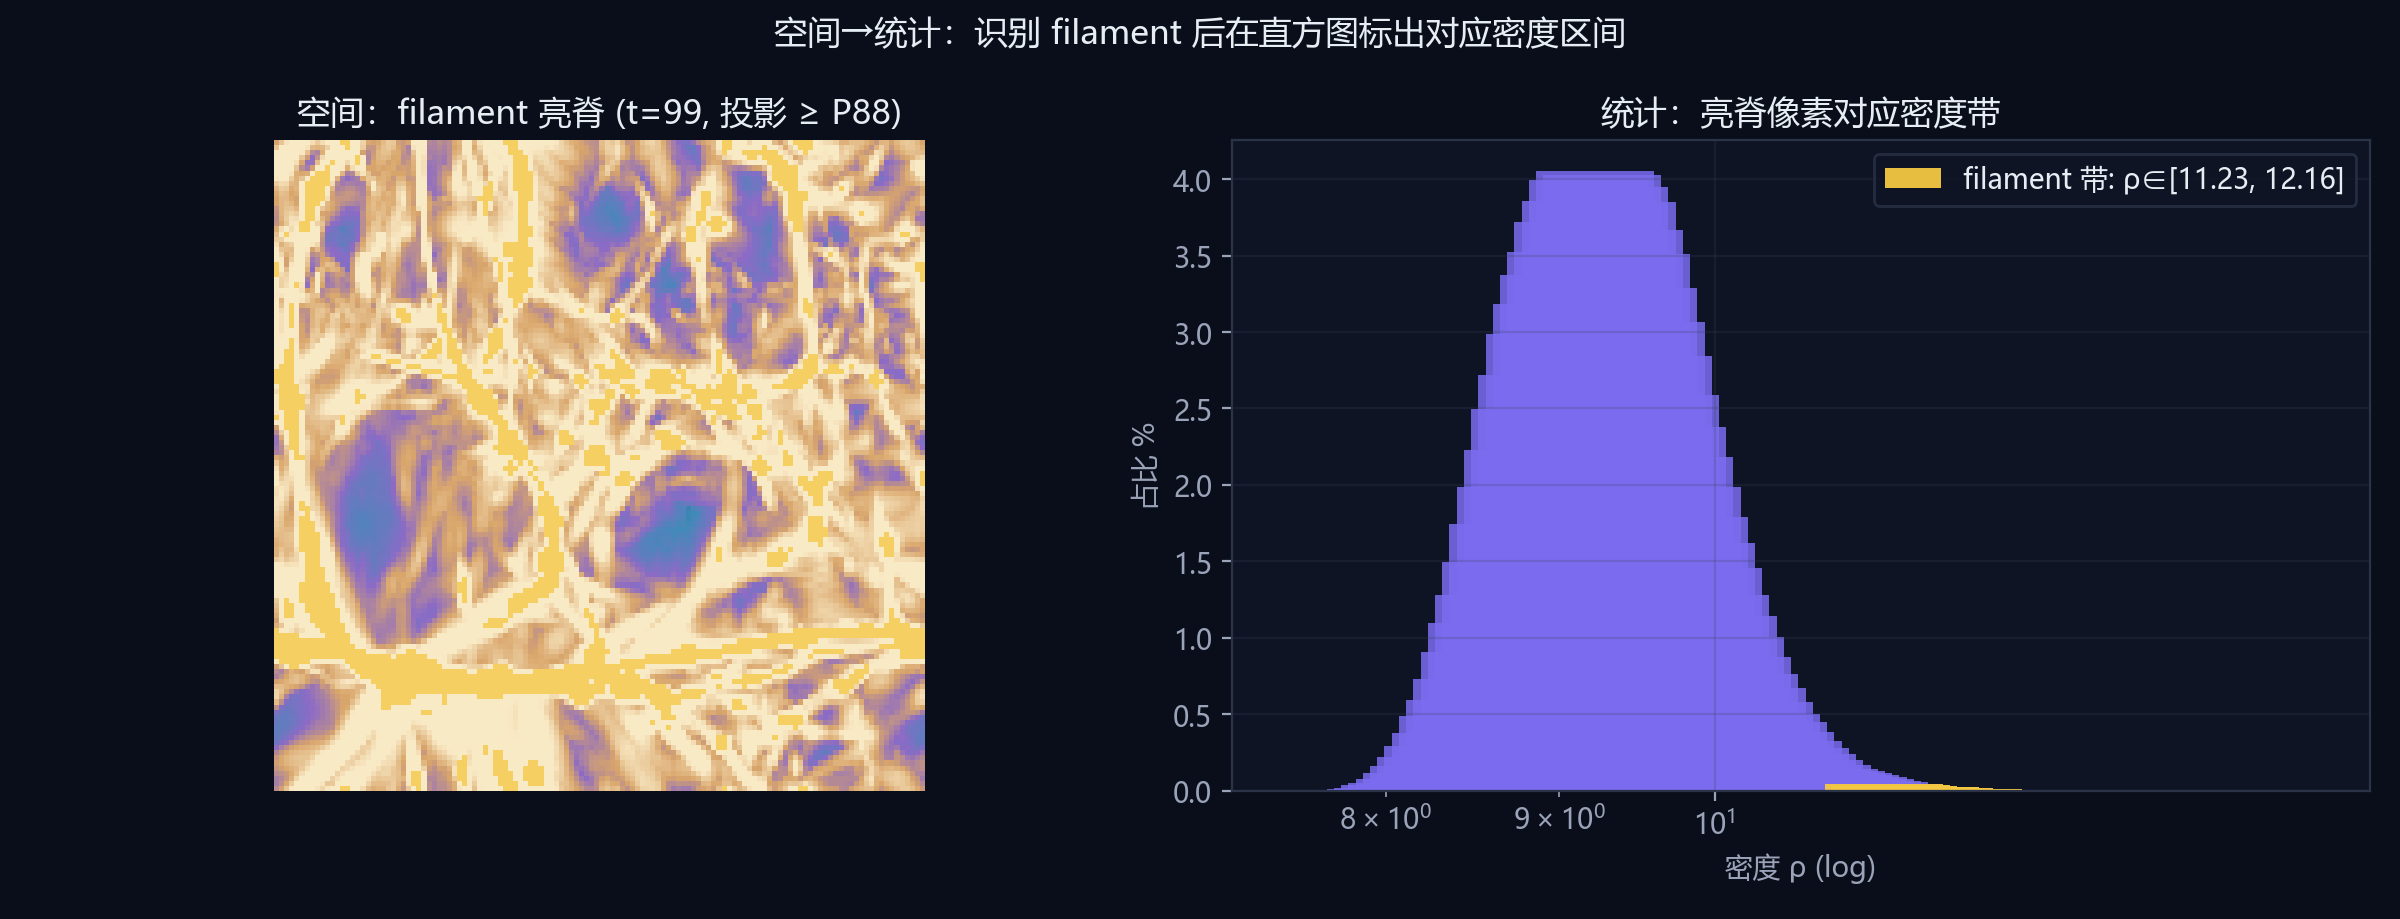 空间→统计：识别 filament 后在直方图标出对应密度区间
空间：filament 亮脊 (t=99, 投影 ≥ P88)
统计：亮脊像素对应密度带
filament 带: ρ∈[11.23, 12.16]
占比 %
4.0
3.5
3.0
2.5
2.0
1.5
1.0
0.5
0.0
8 × 10⁰
9 × 10⁰
10¹
密度 ρ (log)